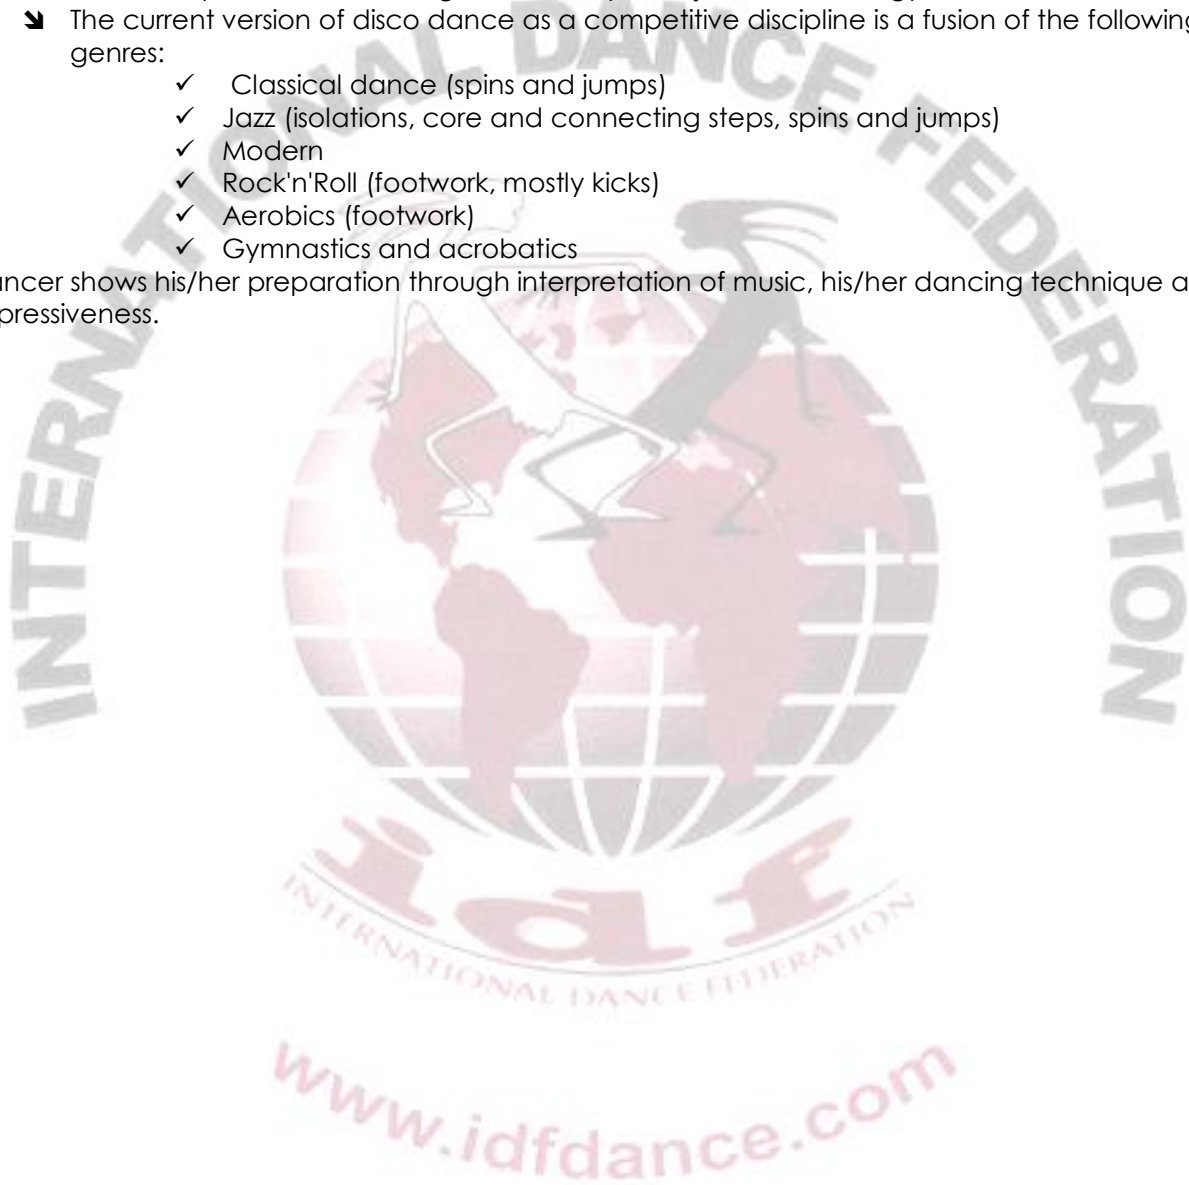 The current version of disco dance as a competitive discipline is a fusion of the following
genres:
✓ Classical dance (spins and jumps)
✓ Jazz (isolations, core and connecting steps, spins and jumps)
✓ Modern
✓ Rock'n'Roll (footwork, mostly kicks)
✓ Aerobics (footwork)
✓ Gymnastics and acrobatics
ancer shows his/her preparation through interpretation of music, his/her dancing technique a
pressiveness.
INTERNATIONAL DANCE FEDERATION
idf
INTERNATIONAL DANCE FEDERATION
www.idfdance.com